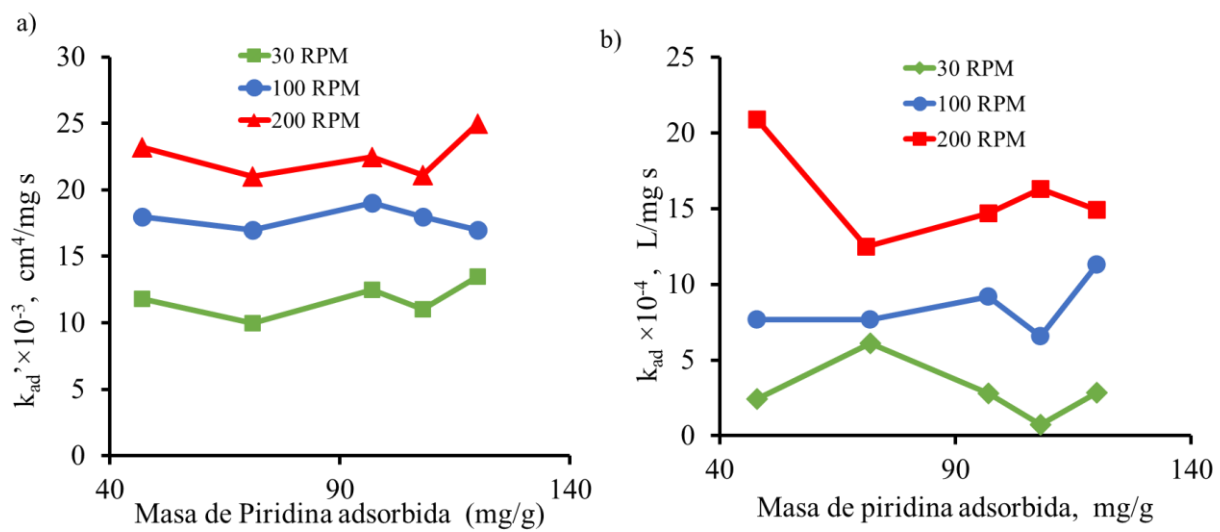 a)
30 RPM
100 RPM
200 RPM
30
25
20
15
10
5
0
40
90
140
kad'×10-3, cm4/mg s
Masa de Piridina adsorbida (mg/g)
b)
30 RPM
100 RPM
200 RPM
25
20
15
10
5
0
40
90
140
kad ×10-4 , L/mg s
Masa de piridina adsorbida, mg/g